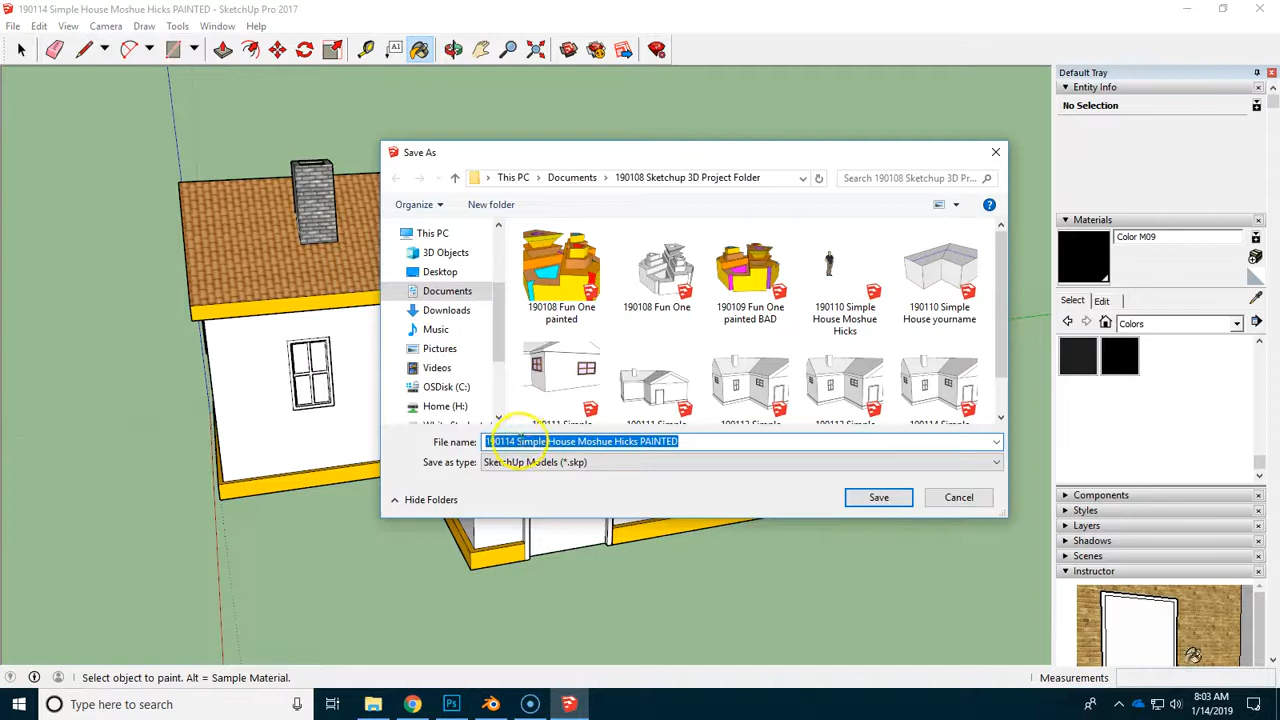 190114 Simple House Moshue Hicks PAINTED - SketchUp Pro 2017
File Edit View Camera Draw Tools Window Help
A1
Default Tray
Entity Info
No Selection
Save As
This PC > Documents > 190108 Sketchup 3D Project Folder
Search 190108 Sketchup 3D Pr...
Organize
New folder
This PC
3D Objects
Desktop
Documents
Downloads
Music
Pictures
Videos
OSDisk (C:)
Home (H:)
190108 Fun One
painted
190108 Fun One
190109 Fun One
painted BAD
190110 Simple
House Moshue
Hicks
190110 Simple
House yourname
File name: 190114 Simple House Moshue Hicks PAINTED
Save as type: SketchUp Models (*.skp)
Hide Folders
Save
Cancel
Materials
Color M09
Select
Edit
Colors
Components
Styles
Layers
Shadows
Scenes
Instructor
Select object to paint. Alt = Sample Material.
Measurements
Type here to search
Ps
8:03 AM
1/14/2019